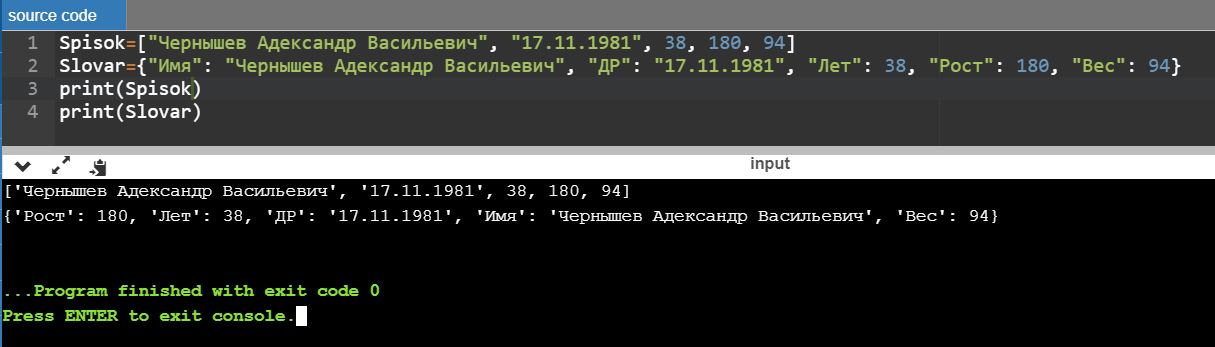 source code
1 Spisok=["Чернышев Адександр Васильевич", "17.11.1981", 38, 180, 94]
2 Slovar={"Имя": "Чернышев Адександр Васильевич", "ДР": "17.11.1981", "Лет": 38, "Рост": 180, "Вес": 94}
3 print(Spisok)
4 print(Slovar)
input
['Чернышев Адександр Васильевич', '17.11.1981', 38, 180, 94]
{'Рост': 180, 'Лет': 38, 'ДР': '17.11.1981', 'Имя': 'Чернышев Адександр Васильевич', 'Вес': 94}
...Program finished with exit code 0
Press ENTER to exit console.